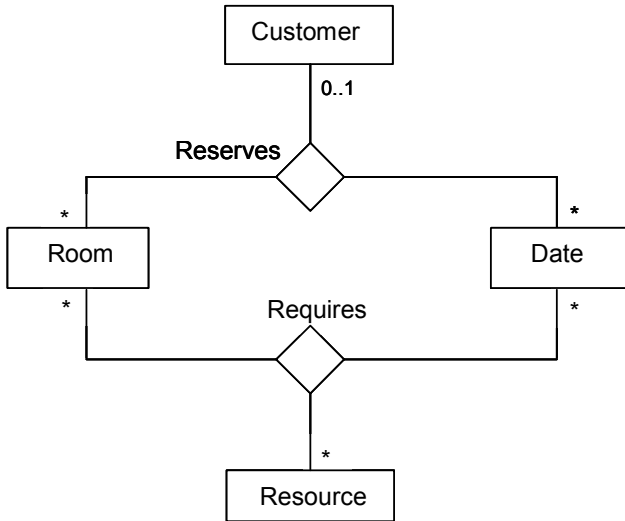 Customer
0..1
Reserves
*
*
Room
Date
*
*
Requires
*
Resource